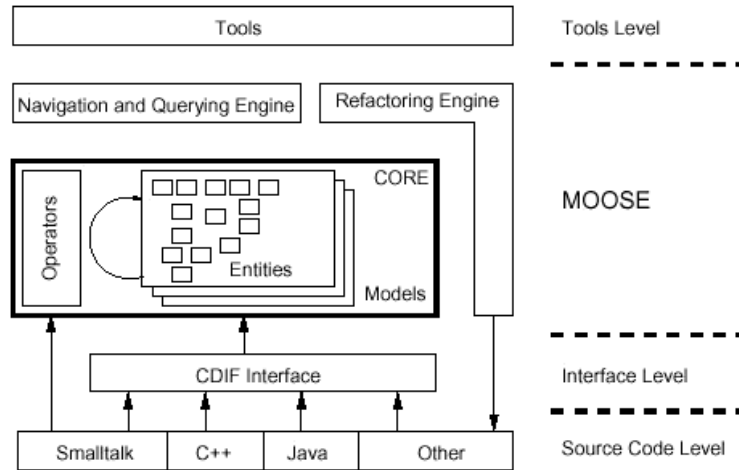 Tools
Tools Level
Navigation and Querying Engine
Refactoring Engine
CORE
MOOSE
Operators
Entities
Models
CDIF Interface
Interface Level
Smalltalk
C++
Java
Other
Source Code Level